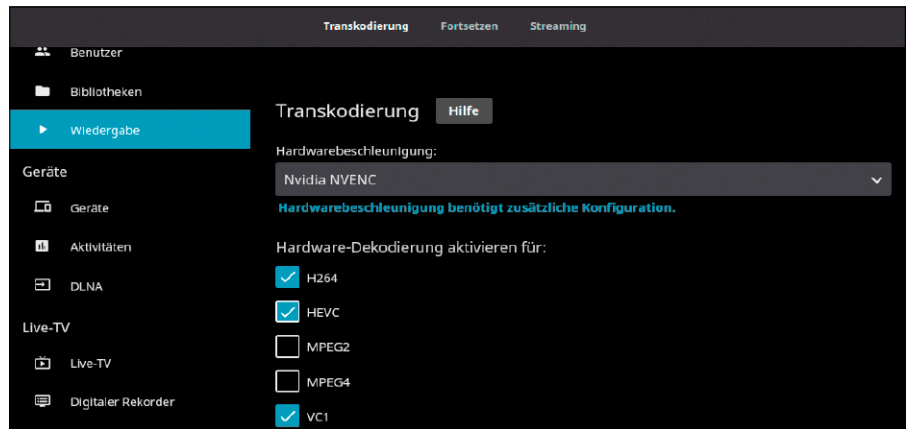 Transkodierung Fortsetzen Streaming
Benutzer
Bibliotheken
Wiedergabe
Geräte
Geräte
Aktivitäten
DLNA
Live-TV
Live-TV
Digitaler Rekorder
Transkodierung Hilfe
Hardwarebeschleunigung:
Nvidia NVENC
Hardwarebeschleunigung benötigt zusätzliche Konfiguration.
Hardware-Dekodierung aktivieren für:
H264
HEVC
MPEG2
MPEG4
VC1